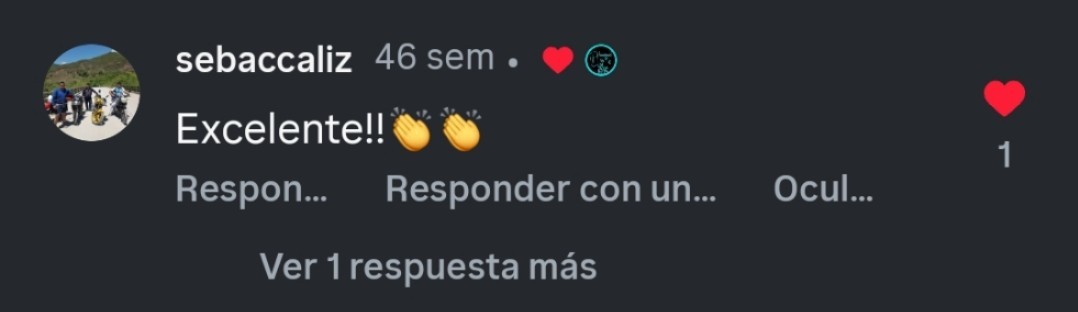 sebaccaliz 46 sem •
Excelente!!👏👏
1
Respon... Responder con un... Ocul...
Ver 1 respuesta más